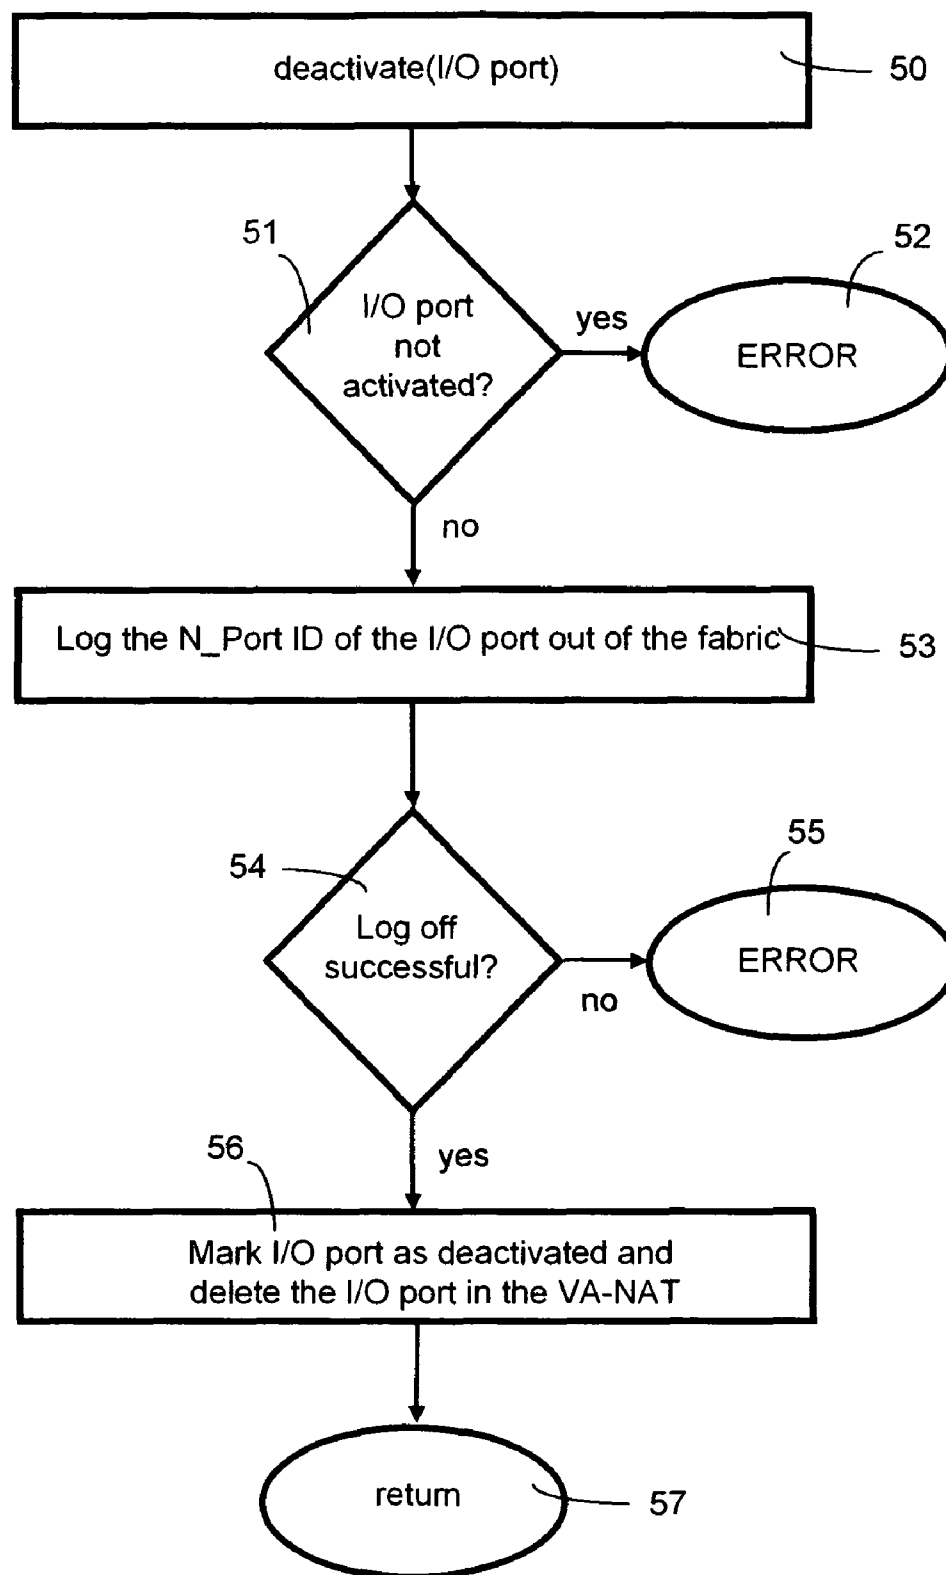 deactivate(I/O port)
50
51
I/O port
not
activated?
yes
52
ERROR
no
Log the N_Port ID of the I/O port out of the fabric
53
54
Log off
successful?
no
55
ERROR
yes
56
Mark I/O port as deactivated and
delete the I/O port in the VA-NAT
return
57